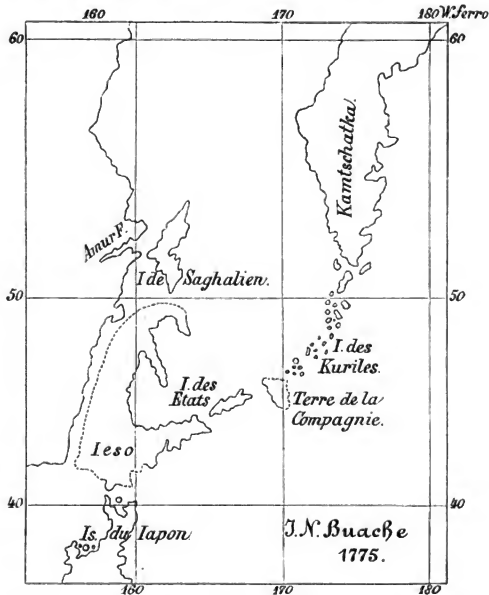 160
170
180 W. Ferro
60
60
Kamtschatka.
Amur F.
I de Saghalien.
50
50
I. des
Kuriles.
I. des
Etats
Terre de la
Compagnie.
Ieso
40
40
Is. du Iapon
J. N. Buache
1775.
160
170
180